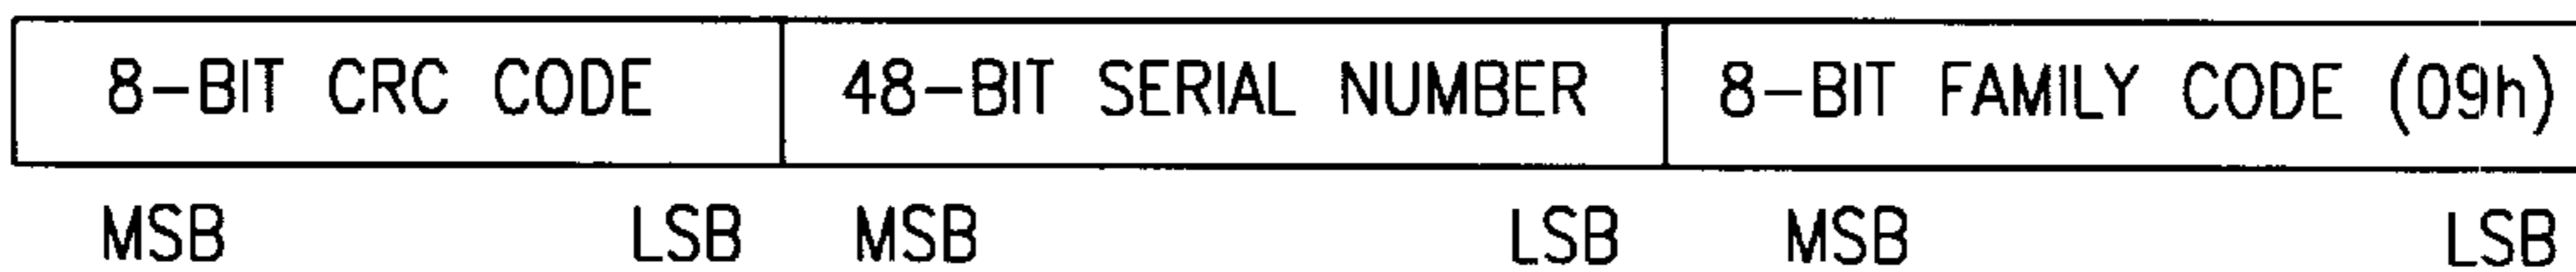 8-BIT CRC CODE 48-BIT SERIAL NUMBER 8-BIT FAMILY CODE (09h)
MSB LSB MSB LSB MSB LSB